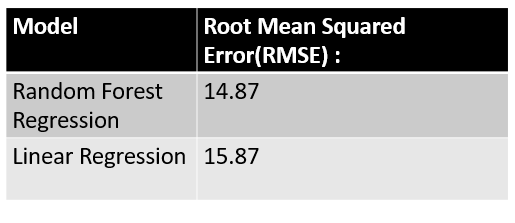 Model
Root Mean Squared
Error(RMSE) :
Random Forest
Regression
14.87
Linear Regression
15.87